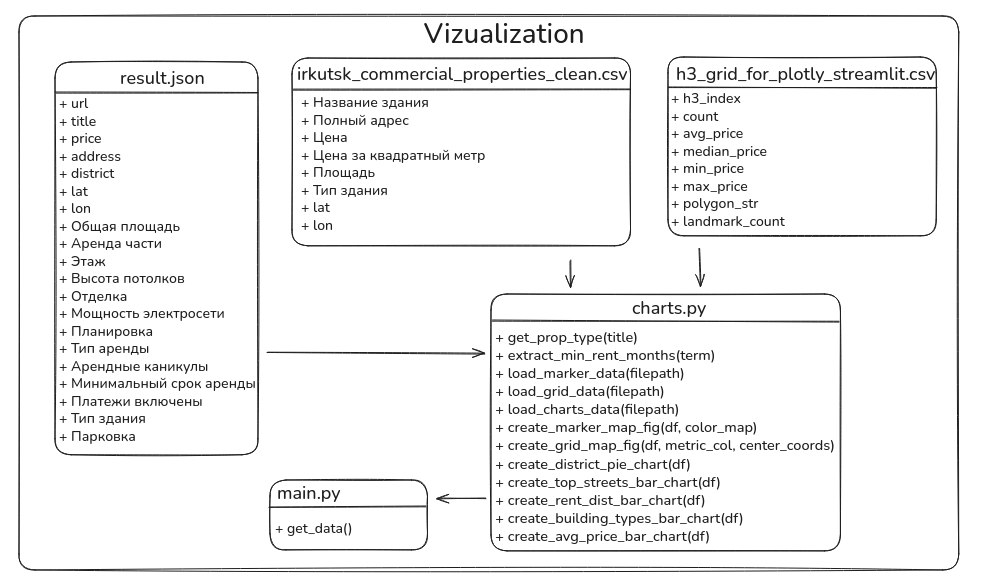 Vizualization
result.json
+ url
+ title
+ price
+ address
+ district
+ lat
+ lon
+ Общая площадь
+ Аренда части
+ Этаж
+ Высота потолков
+ Отделка
+ Мощность электросети
+ Планировка
+ Тип аренды
+ Арендные каникулы
+ Минимальный срок аренды
+ Платежи включены
+ Тип здания
+ Парковка
irkutsk_commercial_properties_clean.csv
+ Название здания
+ Полный адрес
+ Цена
+ Цена за квадратный метр
+ Площадь
+ Тип здания
+ lat
+ lon
h3_grid_for_plotly_streamlit.csv
+ h3_index
+ count
+ avg_price
+ median_price
+ min_price
+ max_price
+ polygon_str
+ landmark_count
charts.py
+ get_prop_type(title)
+ extract_min_rent_months(term)
+ load_marker_data(filepath)
+ load_grid_data(filepath)
+ load_charts_data(filepath)
+ create_marker_map_fig(df, color_map)
+ create_grid_map_fig(df, metric_col, center_coords)
+ create_district_pie_chart(df)
+ create_top_streets_bar_chart(df)
+ create_rent_dist_bar_chart(df)
+ create_building_types_bar_chart(df)
+ create_avg_price_bar_chart(df)
main.py
+ get_data()